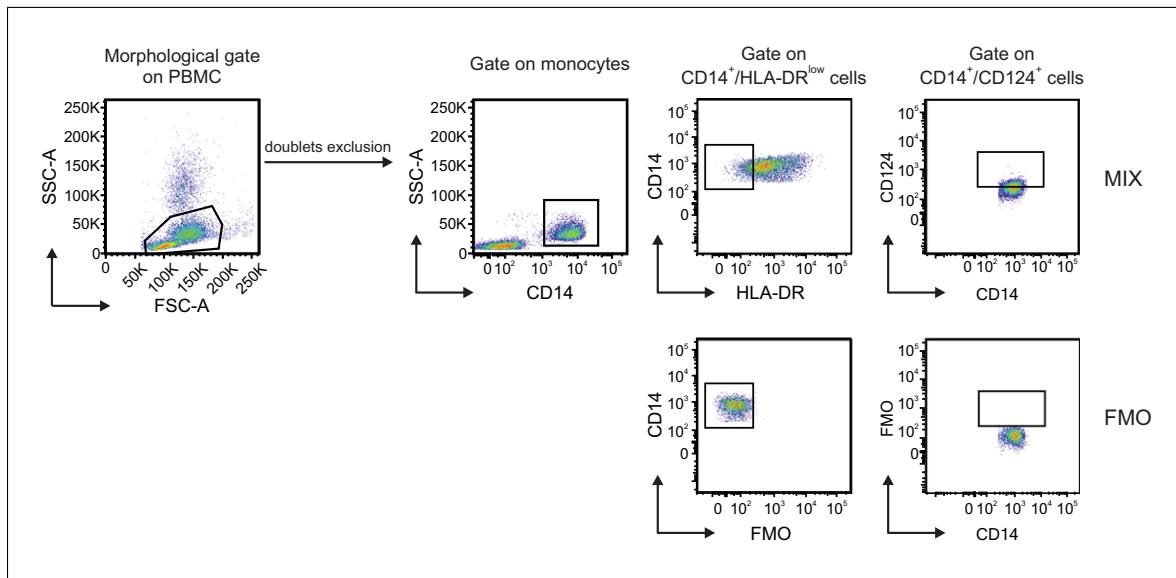 Morphological gate
on PBMC
Gate on monocytes
Gate on
CD14⁺/HLA-DRˡᵒʷ cells
Gate on
CD14⁺/CD124⁺ cells
SSC-A
250K
200K
150K
100K
50K
0
0
50K
100K
150K
200K
250K
FSC-A
doublets exclusion
SSC-A
250K
200K
150K
100K
50K
0
0 10² 10³ 10⁴ 10⁵
CD14
CD14
10⁵
10⁴
10³
10²
0
0 10² 10³ 10⁴ 10⁵
HLA-DR
CD124
10⁵
10⁴
10³
10²
0
0 10² 10³ 10⁴ 10⁵
CD14
MIX
CD14
10⁵
10⁴
10³
10²
0
0 10² 10³ 10⁴ 10⁵
FMO
FMO
10⁵
10⁴
10³
10²
0
0 10² 10³ 10⁴ 10⁵
CD14
FMO